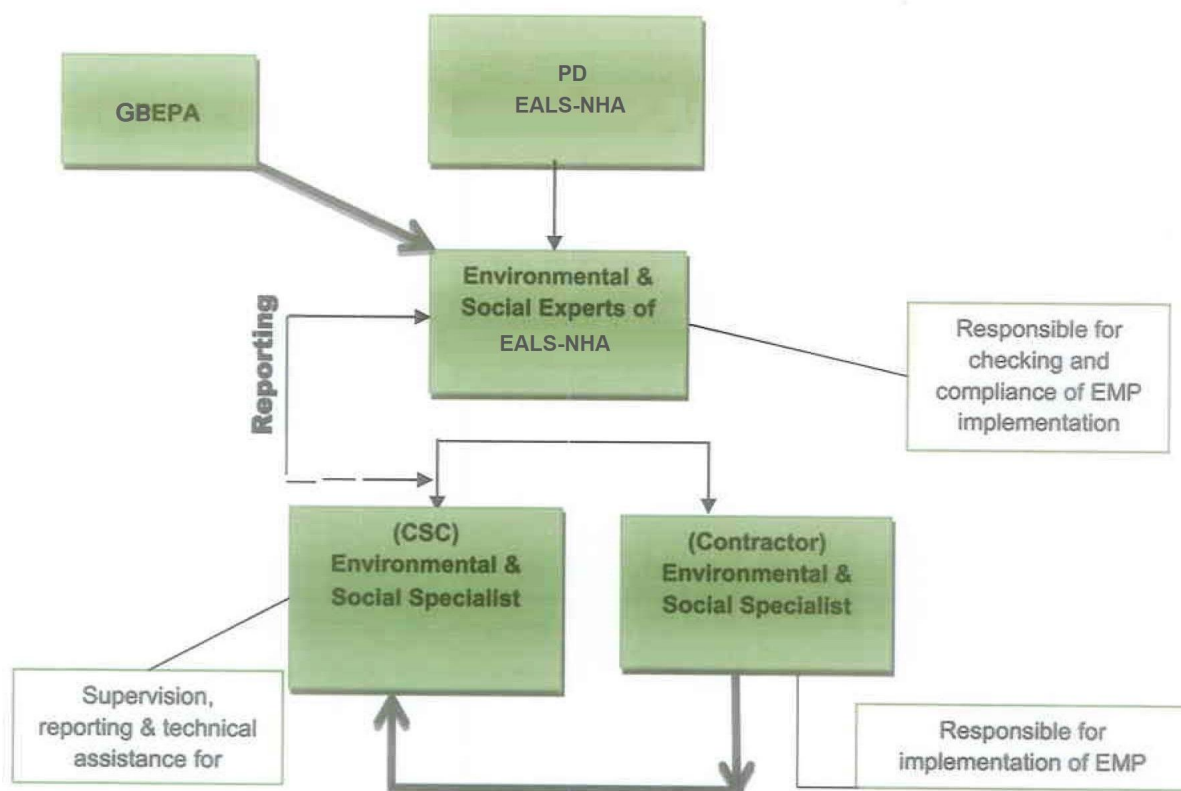 GBEPA
PD
EALS-NHA
Environmental &
Social Experts of
EALS-NHA
Reporting
Responsible for
checking and
compliance of EMP
implementation
(CSC)
Environmental &
Social Specialist
(Contractor)
Environmental &
Social Specialist
Supervision,
reporting & technical
assistance for
Responsible for
implementation of EMP